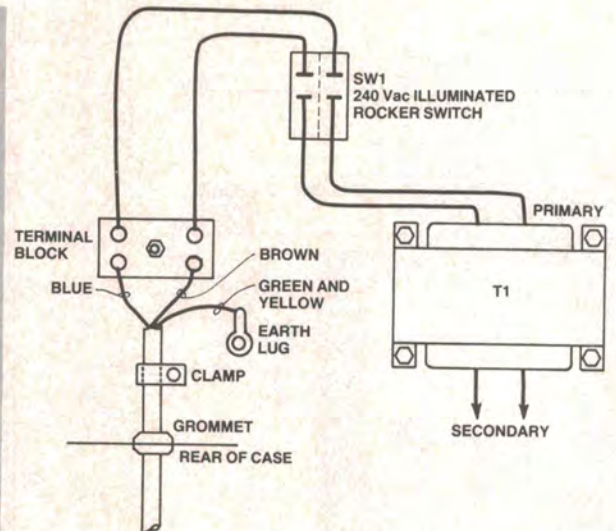 SW1
240 Vac ILLUMINATED
ROCKER SWITCH
PRIMARY
TERMINAL
BLOCK
BROWN
BLUE
GREEN AND
YELLOW
T1
EARTH
LUG
CLAMP
GROMMET
SECONDARY
REAR OF CASE